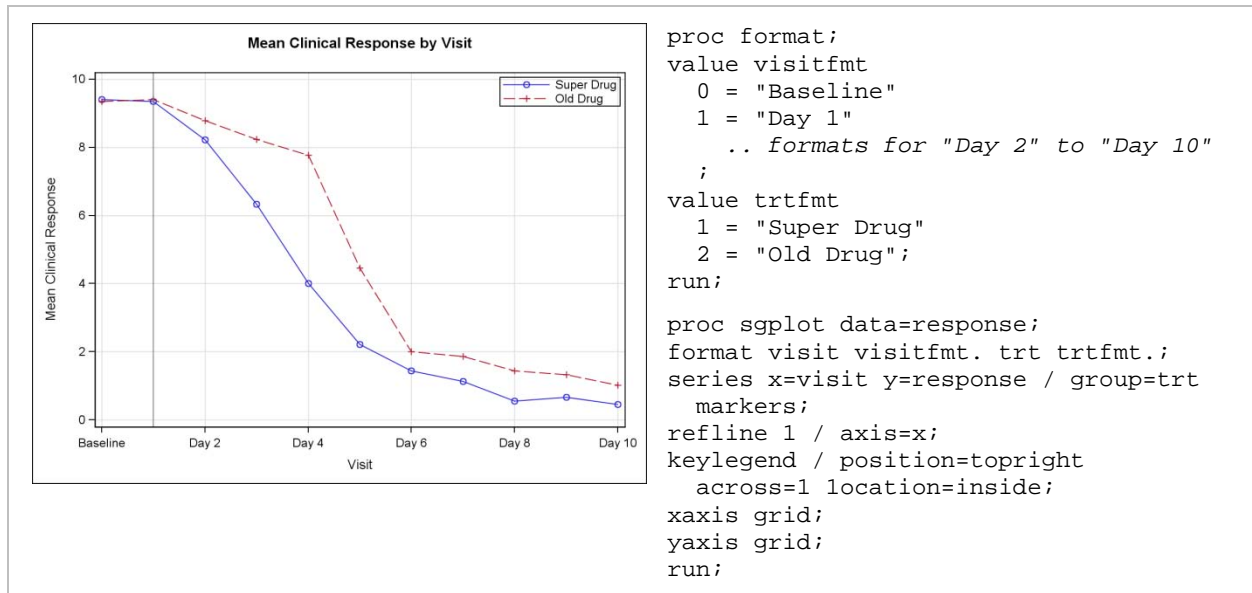 Mean Clinical Response by Visit
10
8
6
4
2
0
Mean Clinical Response
Super Drug
Old Drug
Baseline Day 2 Day 4 Day 6 Day 8 Day 10
Visit
proc format;
value visitfmt
0 = "Baseline"
1 = "Day 1"
.. formats for "Day 2" to "Day 10"
;
value trtfmt
1 = "Super Drug"
2 = "Old Drug";
run;
proc sgplot data=response;
format visit visitfmt. trt trtfmt.;
series x=visit y=response / group=trt
markers;
refline 1 / axis=x;
keylegend / position=topright
across=1 location=inside;
xaxis grid;
yaxis grid;
run;